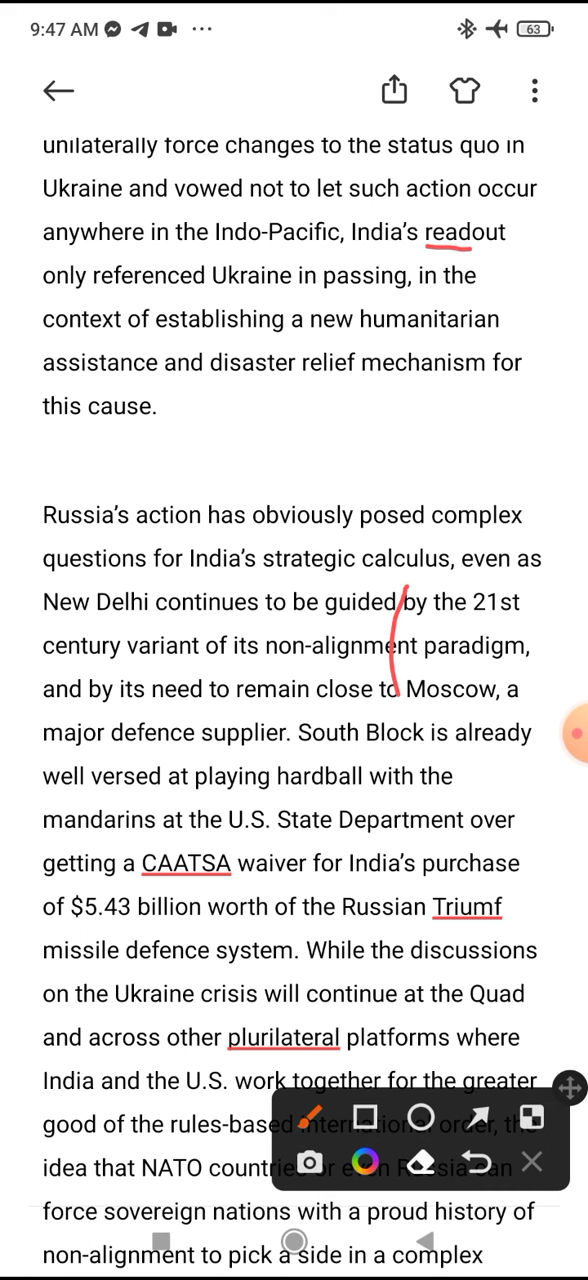 9:47 AM
63
unilaterally force changes to the status quo in
Ukraine and vowed not to let such action occur
anywhere in the Indo-Pacific, India’s readout
only referenced Ukraine in passing, in the
context of establishing a new humanitarian
assistance and disaster relief mechanism for
this cause.
Russia’s action has obviously posed complex
questions for India’s strategic calculus, even as
New Delhi continues to be guided by the 21st
century variant of its non-alignment paradigm,
and by its need to remain close to Moscow, a
major defence supplier. South Block is already
well versed at playing hardball with the
mandarins at the U.S. State Department over
getting a CAATSA waiver for India’s purchase
of $5.43 billion worth of the Russian Triumf
missile defence system. While the discussions
on the Ukraine crisis will continue at the Quad
and across other plurilateral platforms where
India and the U.S. work together for the greater
good of the rules-based international order, the
idea that NATO countries or even Russia can
force sovereign nations with a proud history of
non-alignment to pick a side in a complex